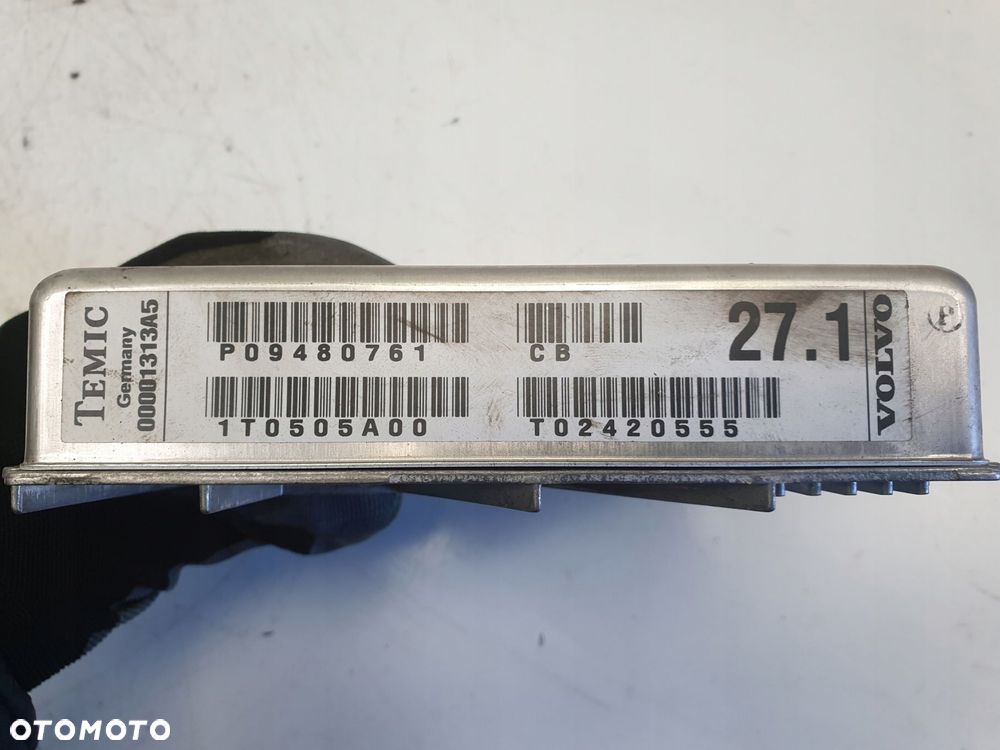 TEMIC
Germany
00001313A5
P09480761
CB
27.1
VOLVO
1T0505A00
T02420555
OTOMOTO